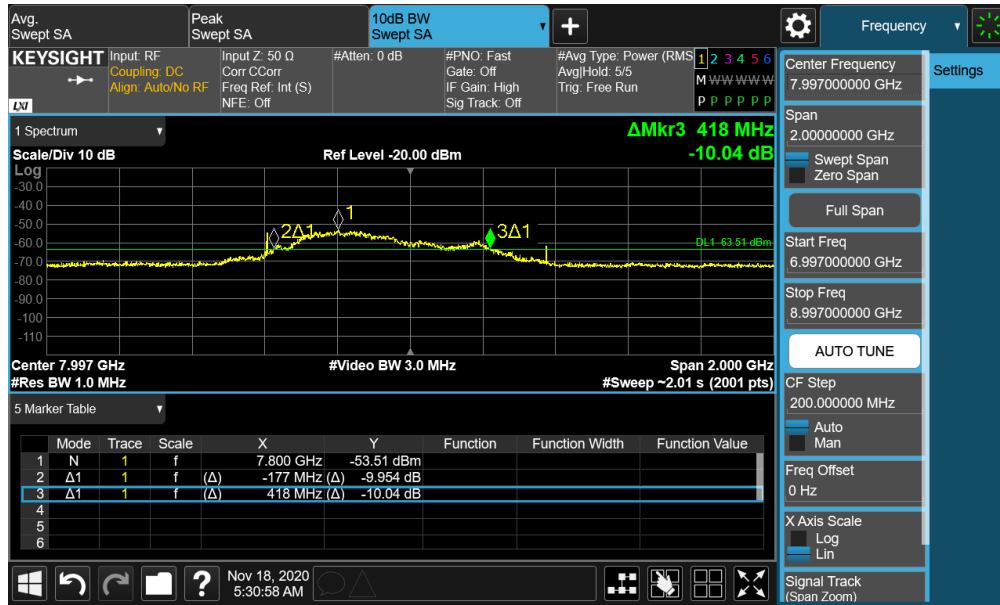 Avg.
Swept SA
Peak
Swept SA
10dB BW
Swept SA
Frequency
KEYSIGHT
LXI
Input: RF
Coupling: DC
Align: Auto/No RF
Input Z: 50 Ω
Corr CCorr
Freq Ref: Int (S)
NFE: Off
#Atten: 0 dB
#PNO: Fast
Gate: Off
IF Gain: High
Sig Track: Off
#Avg Type: Power (RMS
Avg|Hold: 5/5
Trig: Free Run
1 2 3 4 5 6
M W W W W W
P P P P P P
1 Spectrum
Scale/Div 10 dB
Ref Level -20.00 dBm
ΔMkr3 418 MHz
-10.04 dB
Log
-30.0
-40.0
-50.0
-60.0
-70.0
-80.0
-90.0
-100
-110
2Δ1
1
3Δ1
DL1 -63.51 dBm
Center 7.997 GHz
#Video BW 3.0 MHz
Span 2.000 GHz
#Res BW 1.0 MHz
#Sweep ~2.01 s (2001 pts)
5 Marker Table
Mode Trace Scale X Y Function Function Width Function Value
1 N 1 f 7.800 GHz -53.51 dBm
2 Δ1 1 f (Δ) -177 MHz (Δ) -9.954 dB
3 Δ1 1 f (Δ) 418 MHz (Δ) -10.04 dB
4
5
6
Nov 18, 2020
5:30:58 AM
Center Frequency
7.997000000 GHz
Span
2.00000000 GHz
Swept Span
Zero Span
Full Span
Start Freq
6.997000000 GHz
Stop Freq
8.997000000 GHz
AUTO TUNE
CF Step
200.000000 MHz
Auto
Man
Freq Offset
0 Hz
X Axis Scale
Log
Lin
Signal Track
(Span Zoom)
Settings